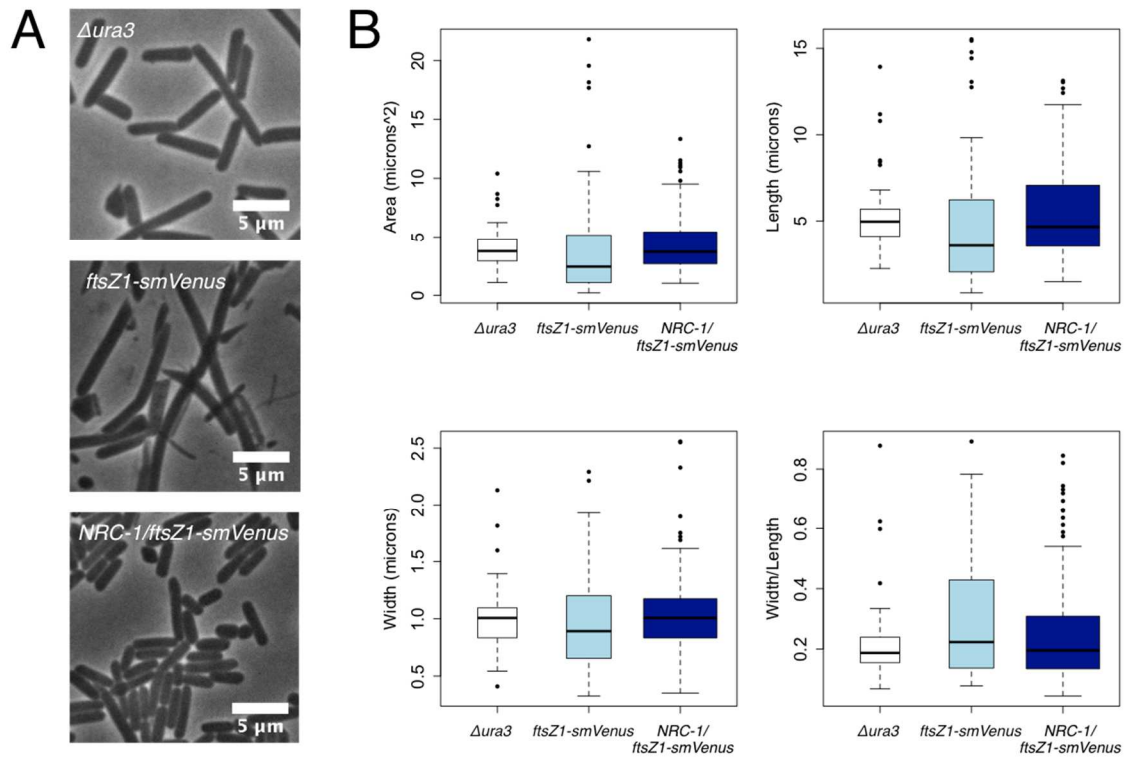 A
Δura3
5 μm
ftsZ1-smVenus
5 μm
NRC-1/ftsZ1-smVenus
5 μm
B
Area (microns^2)
20
15
10
5
0
Δura3
ftsZ1-smVenus
NRC-1/
ftsZ1-smVenus
Length (microns)
15
10
5
Δura3
ftsZ1-smVenus
NRC-1/
ftsZ1-smVenus
Width (microns)
2.5
2.0
1.5
1.0
0.5
Δura3
ftsZ1-smVenus
NRC-1/
ftsZ1-smVenus
Width/Length
0.8
0.6
0.4
0.2
Δura3
ftsZ1-smVenus
NRC-1/
ftsZ1-smVenus